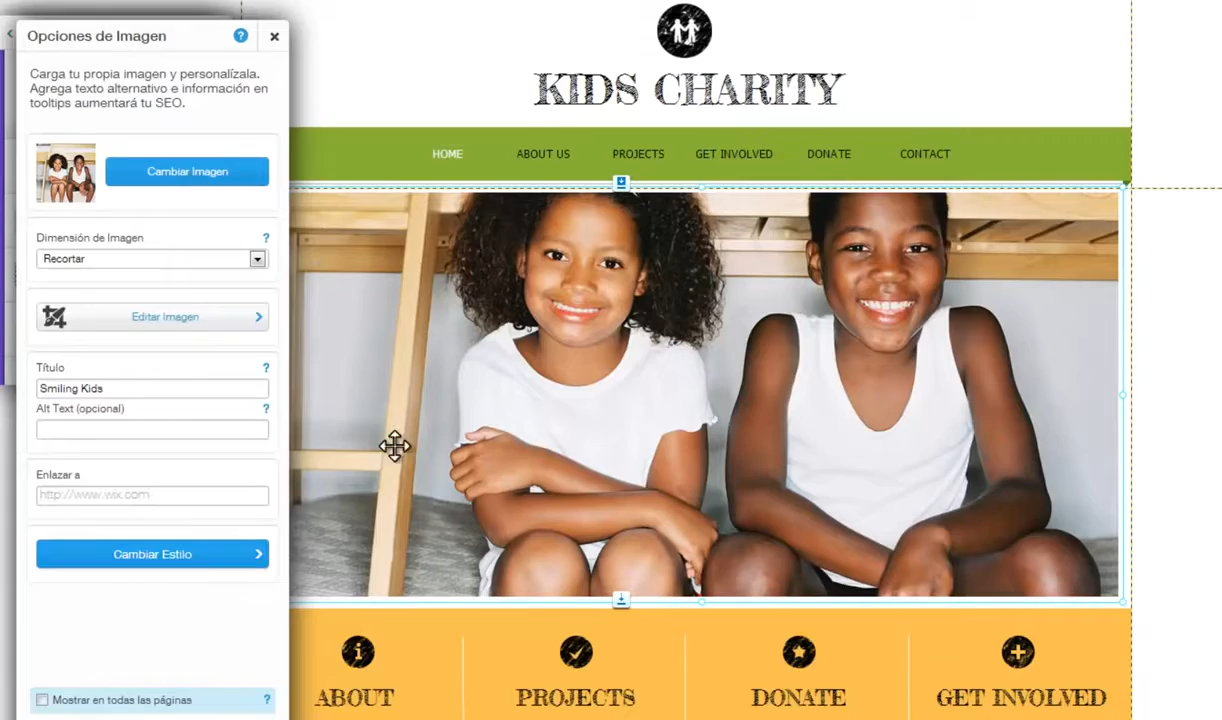 Opciones de Imagen
?
Carga tu propia imagen y personalízala.
Agrega texto alternativo e información en
tooltips aumentará tu SEO.
Cambiar Imagen
Dimensión de Imagen ?
Recortar
Editar Imagen
Título ?
Smiling Kids
Alt Text (opcional) ?
Enlazar a
http://www.wix.com
Cambiar Estilo
Mostrar en todas las páginas ?
KIDS CHARITY
HOME ABOUT US PROJECTS GET INVOLVED DONATE CONTACT
ABOUT PROJECTS DONATE GET INVOLVED